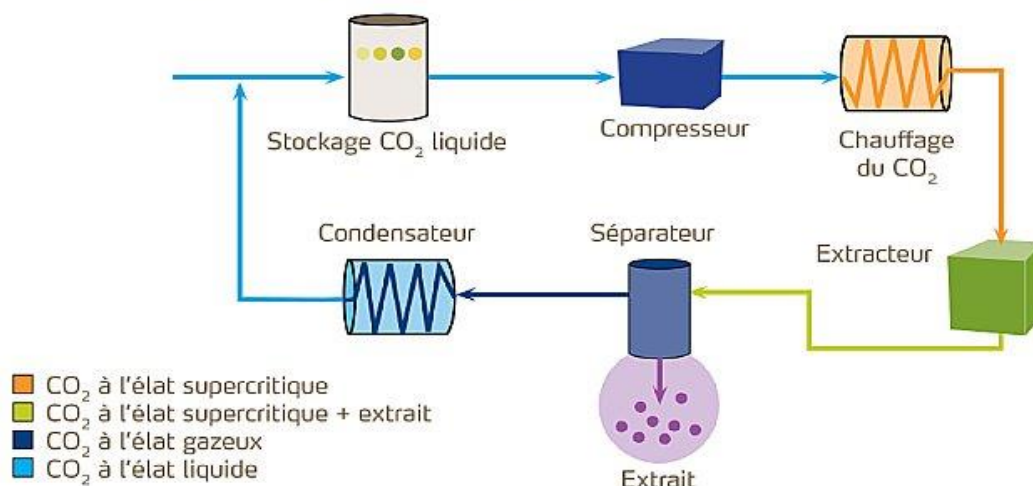 Stockage CO₂ liquide
Compresseur
Chauffage
du CO₂
Condensateur
Séparateur
Extracteur
CO₂ à l'élat supercritique
CO₂ à l'élat supercritique + extrait
CO₂ à l'élat gazeux
CO₂ à l'élat liquide
Extrait